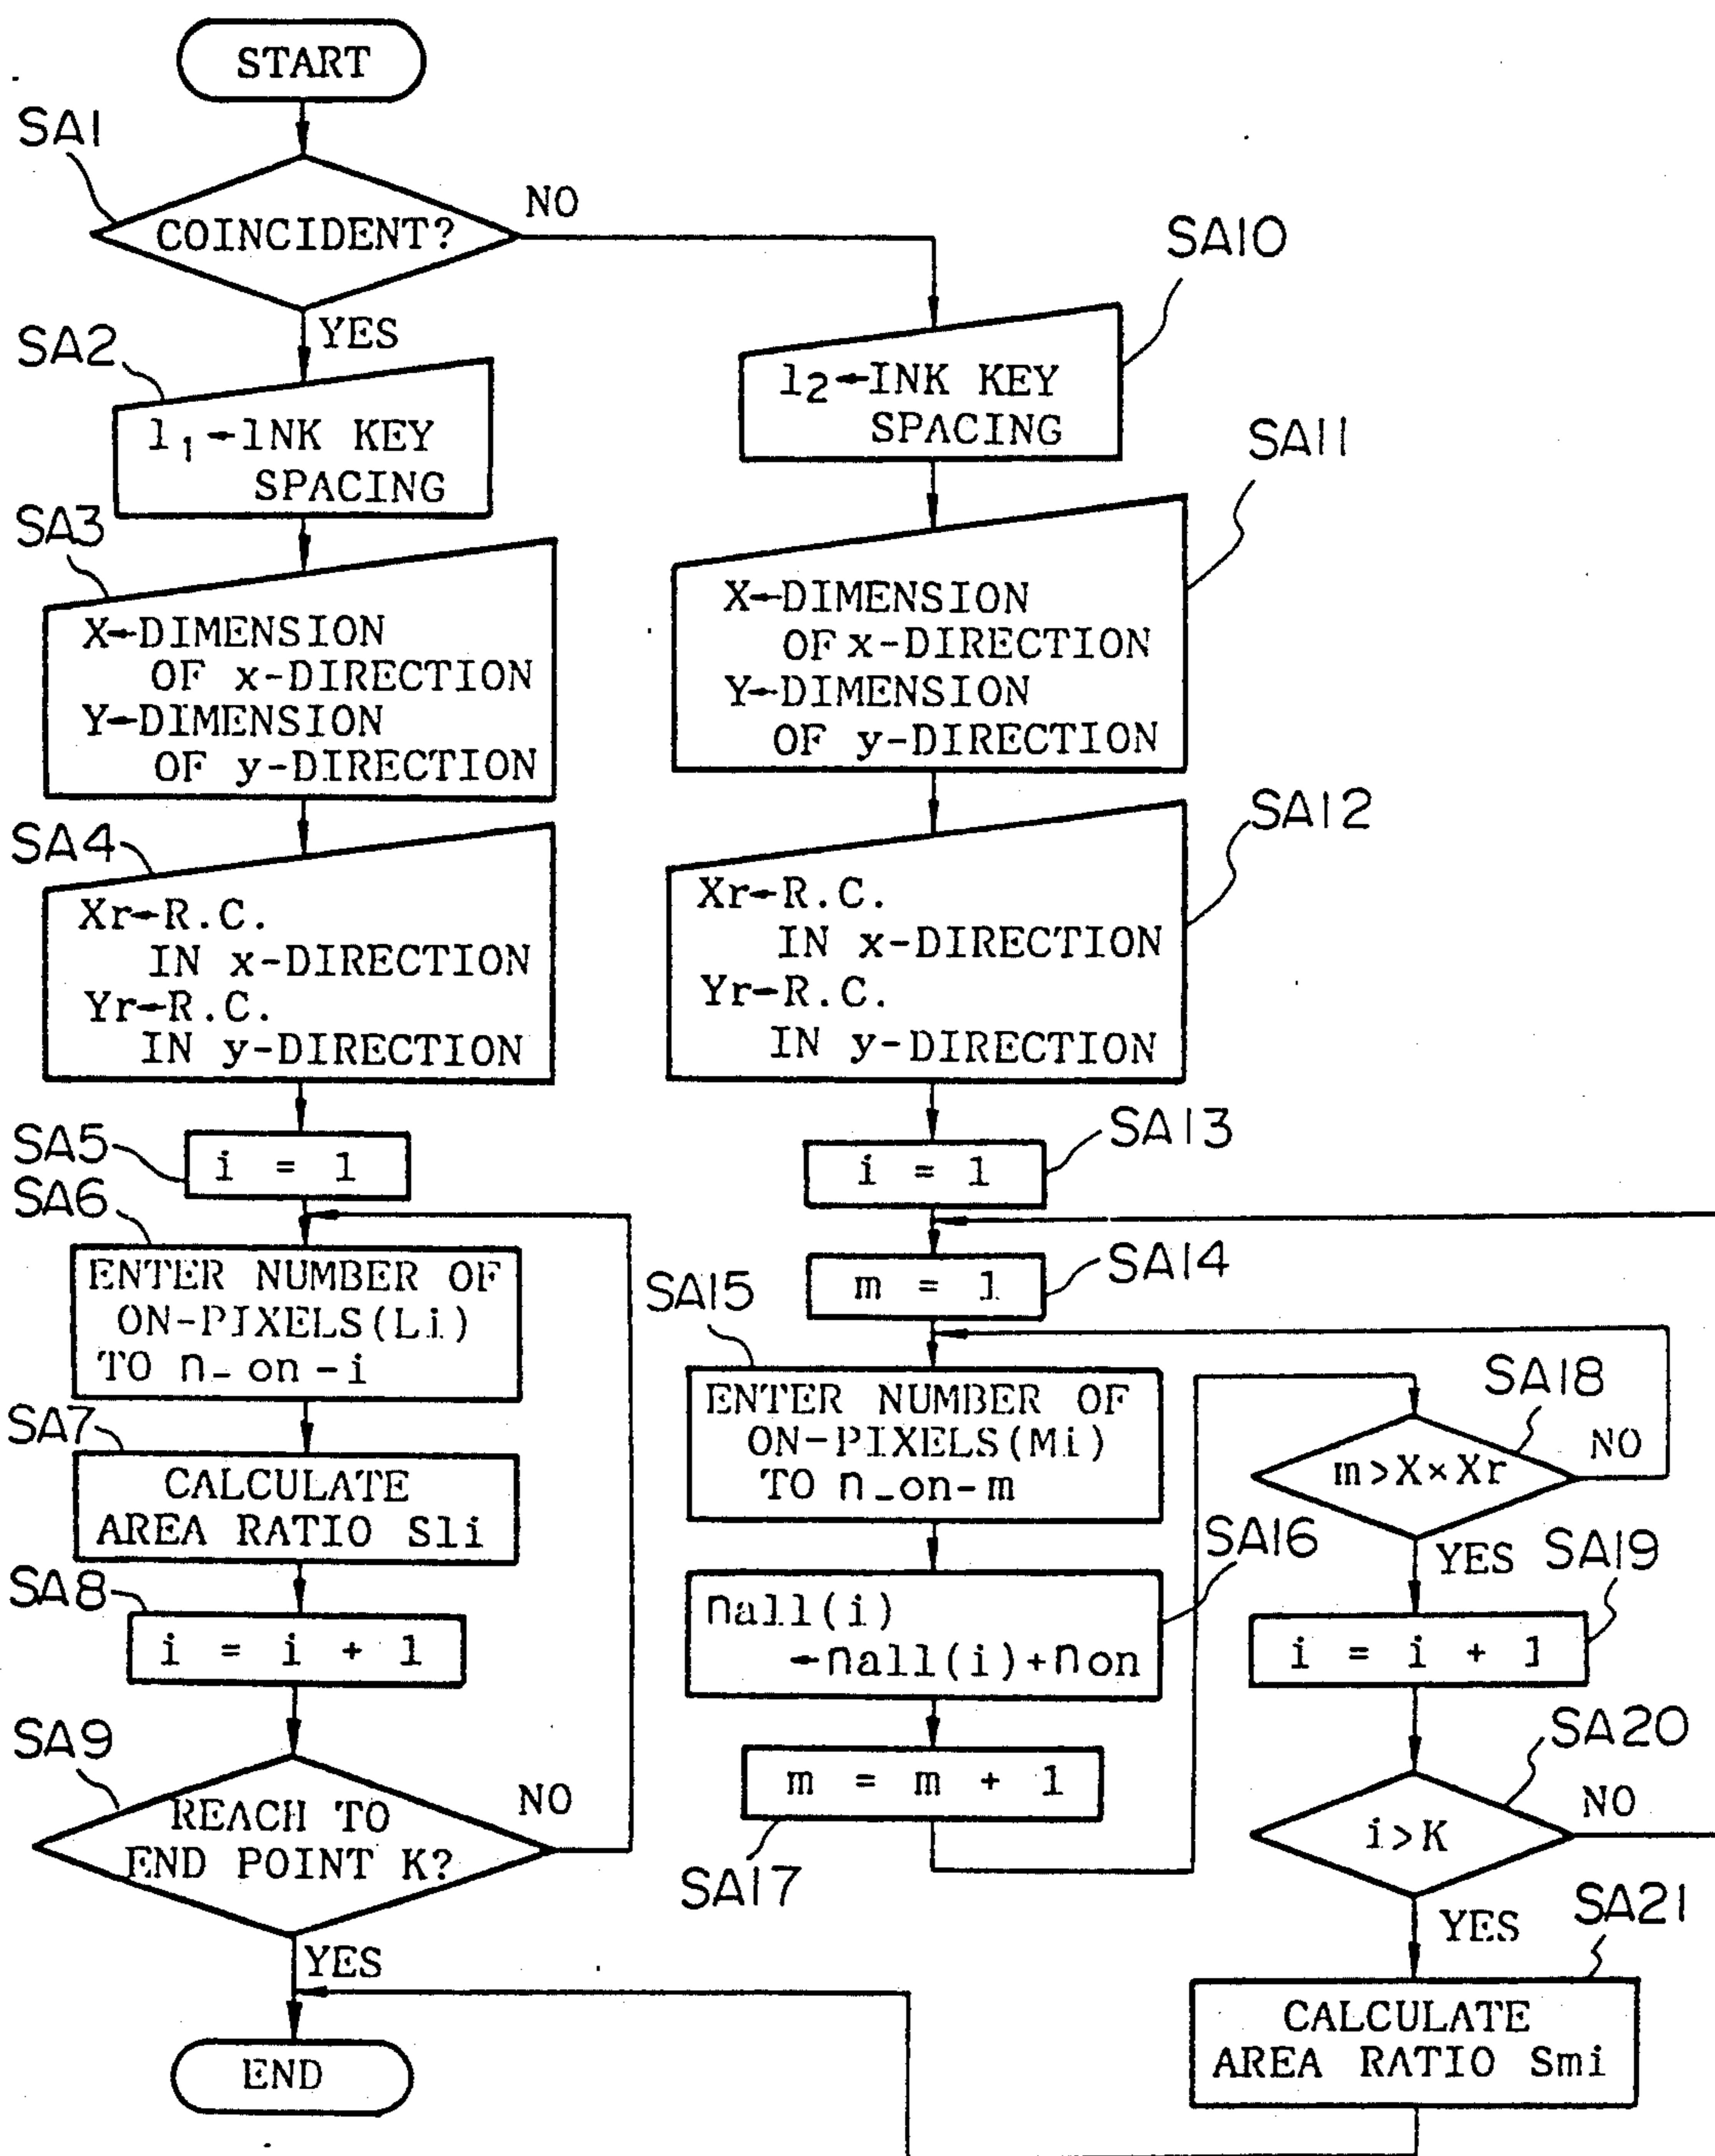 START
SA1
COINCIDENT?
NO
YES
SA2
l1←INK KEY
SPACING
SA3
X←DIMENSION
OF x-DIRECTION
Y←DIMENSION
OF y-DIRECTION
SA4
Xr←R.C.
IN x-DIRECTION
Yr←R.C.
IN y-DIRECTION
SA5
i = 1
SA6
ENTER NUMBER OF
ON-PIXELS(Li)
TO n_on-i
SA7
CALCULATE
AREA RATIO Sli
SA8
i = i + 1
SA9
REACH TO
END POINT K?
NO
YES
END
SA10
l2←INK KEY
SPACING
SA11
X←DIMENSION
OF x-DIRECTION
Y←DIMENSION
OF y-DIRECTION
SA12
Xr←R.C.
IN x-DIRECTION
Yr←R.C.
IN y-DIRECTION
SA13
i = 1
SA14
m = 1
SA15
ENTER NUMBER OF
ON-PIXELS(Mi)
TO n_on-m
SA16
nall(i)
←nall(i)+non
m = m + 1
SA17
SA18
m>X×Xr
NO
YES
SA19
i = i + 1
SA20
i>K
NO
YES
SA21
CALCULATE
AREA RATIO Smi